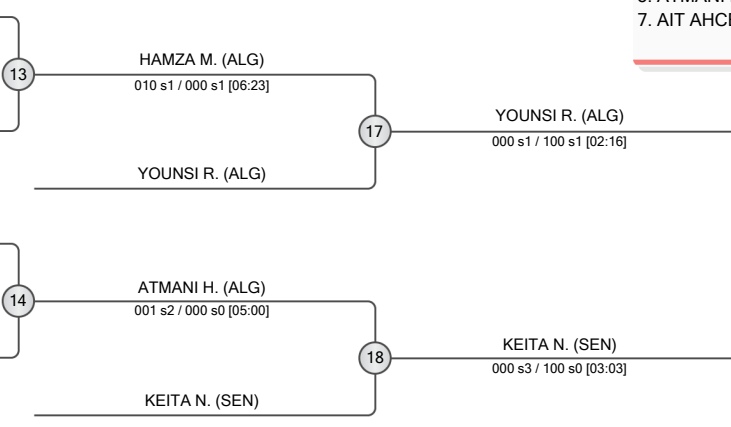 7. AIT AHCE
13
HAMZA M. (ALG)
010 s1 / 000 s1 [06:23]
17
YOUNSI R. (ALG)
000 s1 / 100 s1 [02:16]
YOUNSI R. (ALG)
14
ATMANI H. (ALG)
001 s2 / 000 s0 [05:00]
18
KEITA N. (SEN)
000 s3 / 100 s0 [03:03]
KEITA N. (SEN)